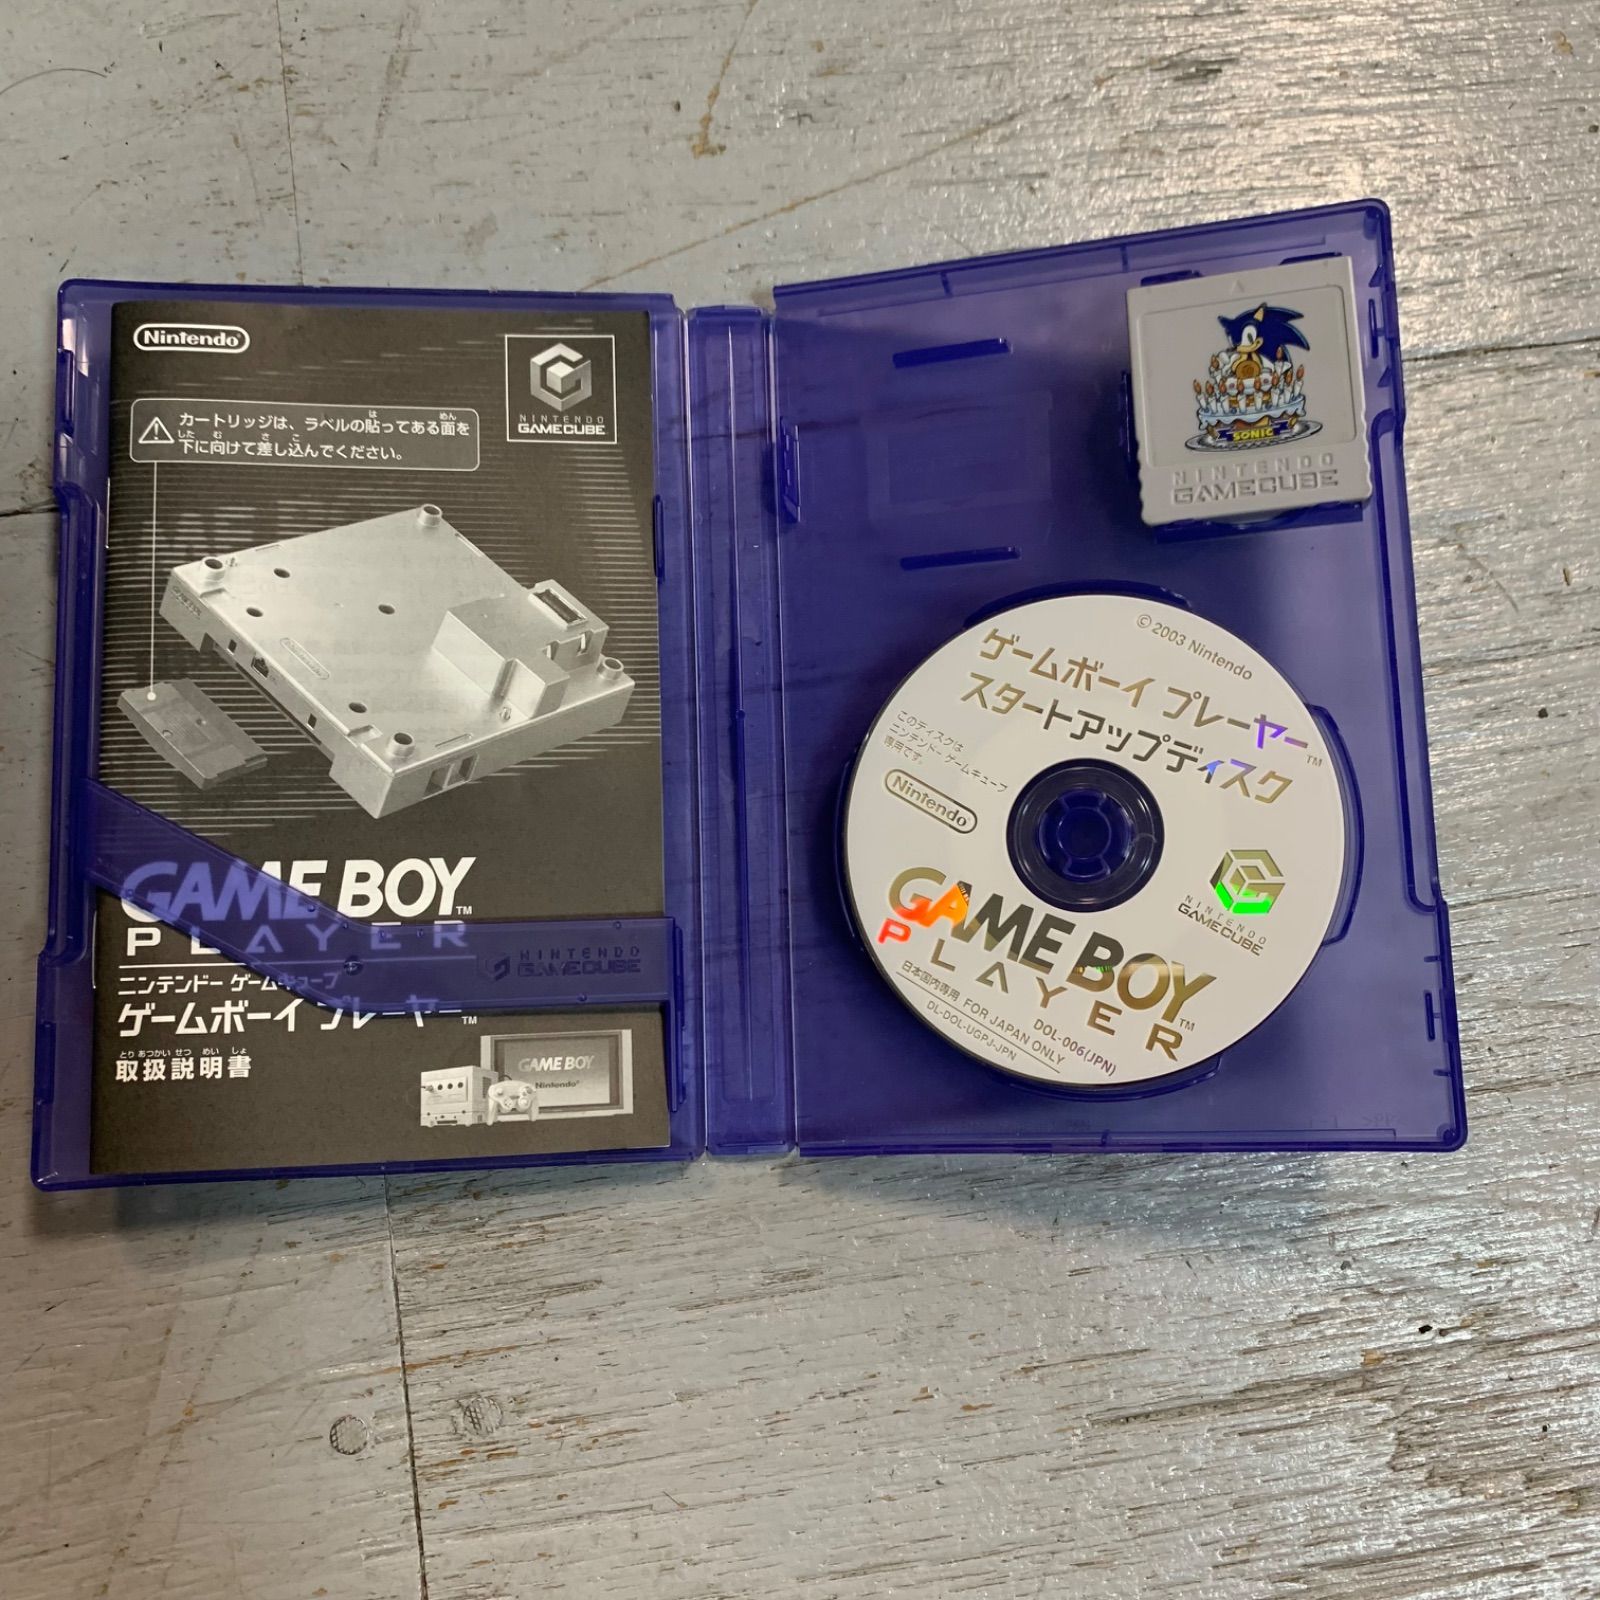 Nintendo
NINTENDO
GAMECUBE
カートリッジは、ラベルの貼ってある面を
下に向けて差し込んでください。
GAME BOY™
PLAYER
NINTENDO
GAMECUBE
ニンテンドー ゲームキューブ
ゲームボーイ プレーヤー™
取扱説明書
GAME BOY
Nintendo
SONIC
NINTENDO
GAMECUBE
© 2003 Nintendo
ゲームボーイ プレーヤー™
スタートアップディスク
このディスクは
ニンテンドー ゲームキューブ
専用です。
Nintendo
NINTENDO
GAMECUBE
GAME BOY™
PLAYER
日本国内専用 FOR JAPAN ONLY
DOL-006(JPN)
DL-DOL-UGPJ-JPN